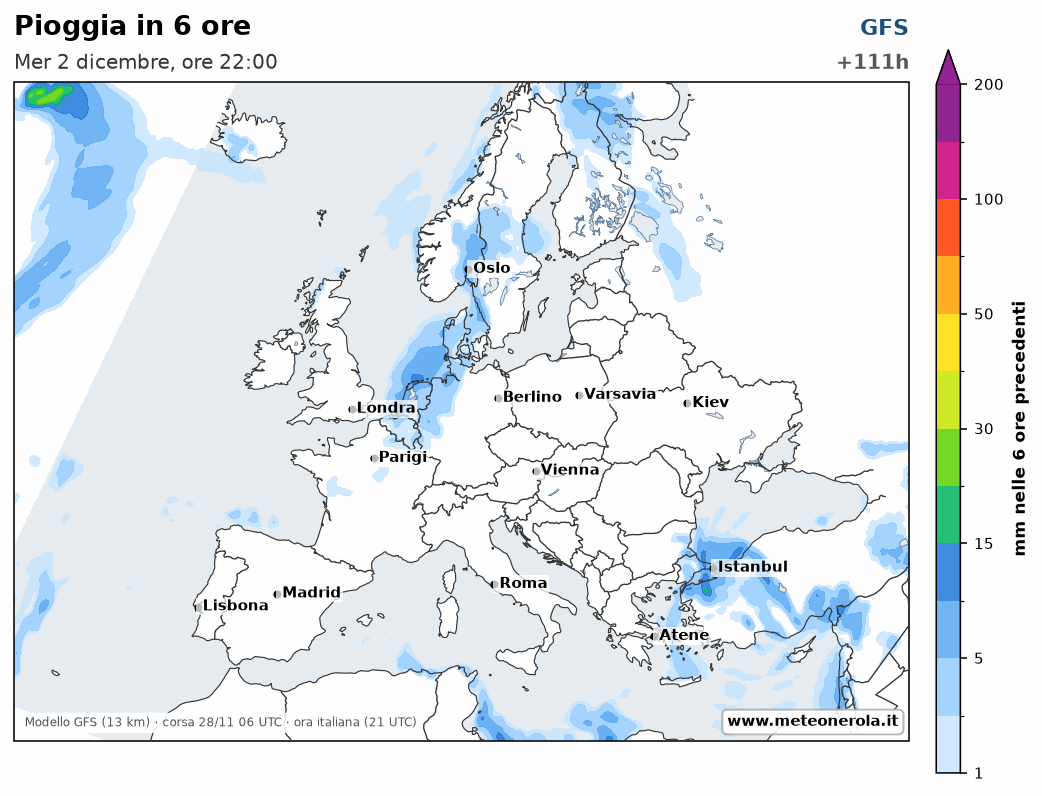 Pioggia in 6 ore
GFS
Mer 2 dicembre, ore 22:00
+111h
200
100
50
30
15
5
1
mm nelle 6 ore precedenti
Oslo
Londra
Berlino
Varsavia
Kiev
Parigi
Vienna
Istanbul
Roma
Madrid
Lisbona
Atene
Modello GFS (13 km) · corsa 28/11 06 UTC · ora italiana (21 UTC)
www.meteonerola.it